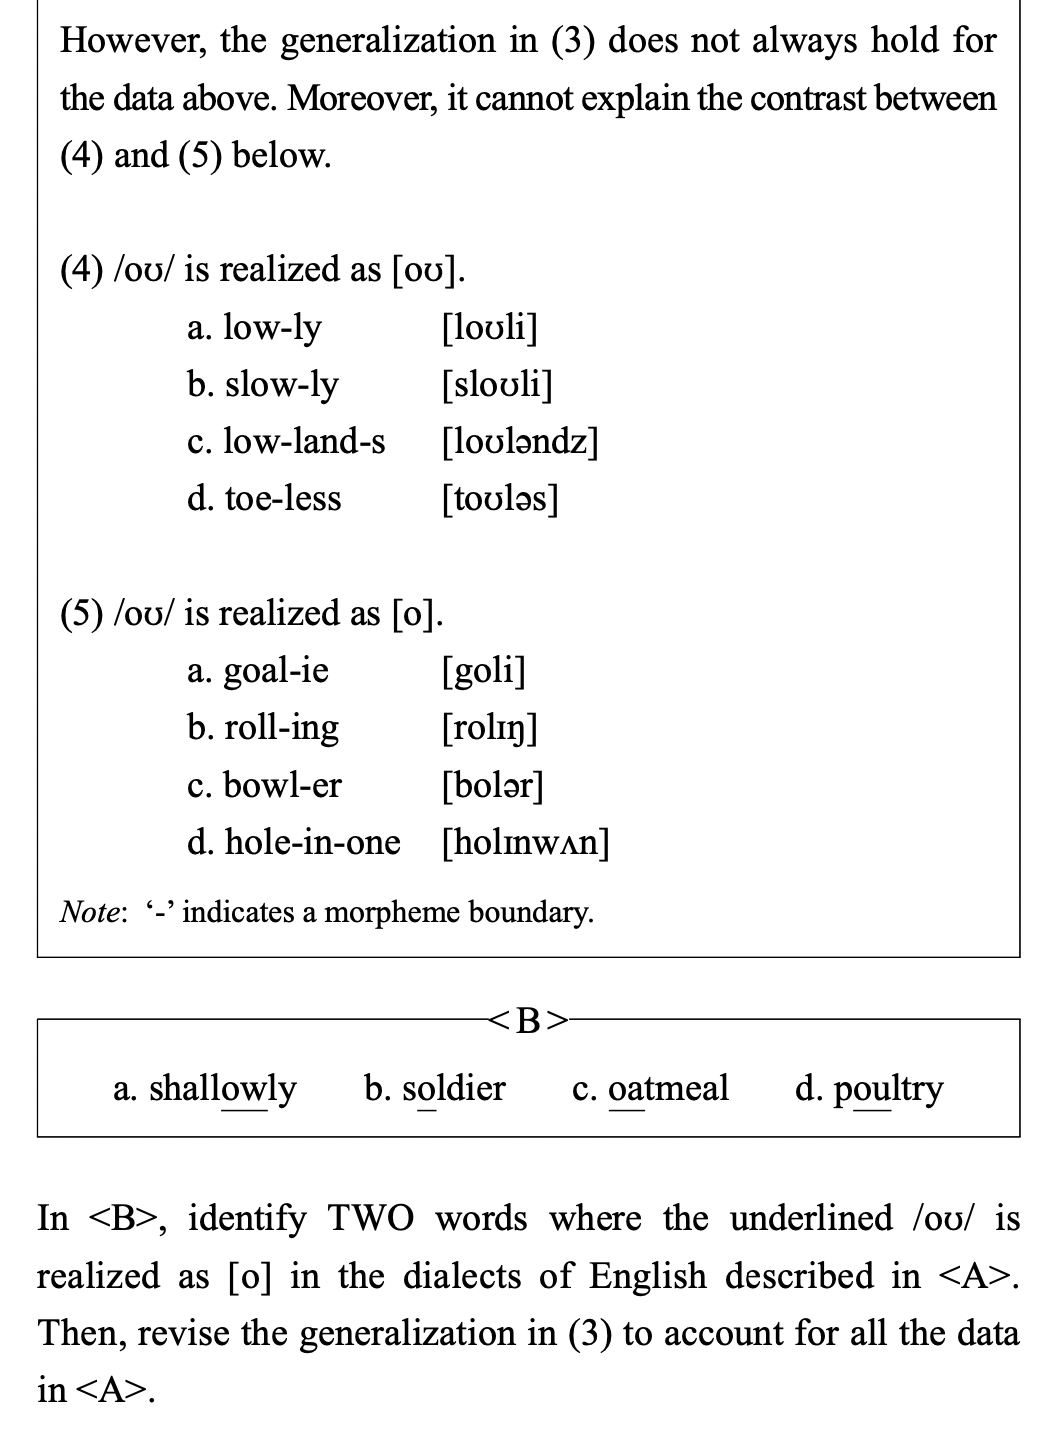 However, the generalization in (3) does not always hold for
the data above. Moreover, it cannot explain the contrast between
(4) and (5) below.
(4) /oʊ/ is realized as [oʊ].
a. low-ly [loʊli]
b. slow-ly [sloʊli]
c. low-land-s [loʊləndz]
d. toe-less [toʊləs]
(5) /oʊ/ is realized as [o].
a. goal-ie [goli]
b. roll-ing [rolɪŋ]
c. bowl-er [bolər]
d. hole-in-one [holɪnwʌn]
Note: ‘-’ indicates a morpheme boundary.
<B>
a. shallowly b. soldier c. oatmeal d. poultry
In <B>, identify TWO words where the underlined /oʊ/ is
realized as [o] in the dialects of English described in <A>.
Then, revise the generalization in (3) to account for all the data
in <A>.